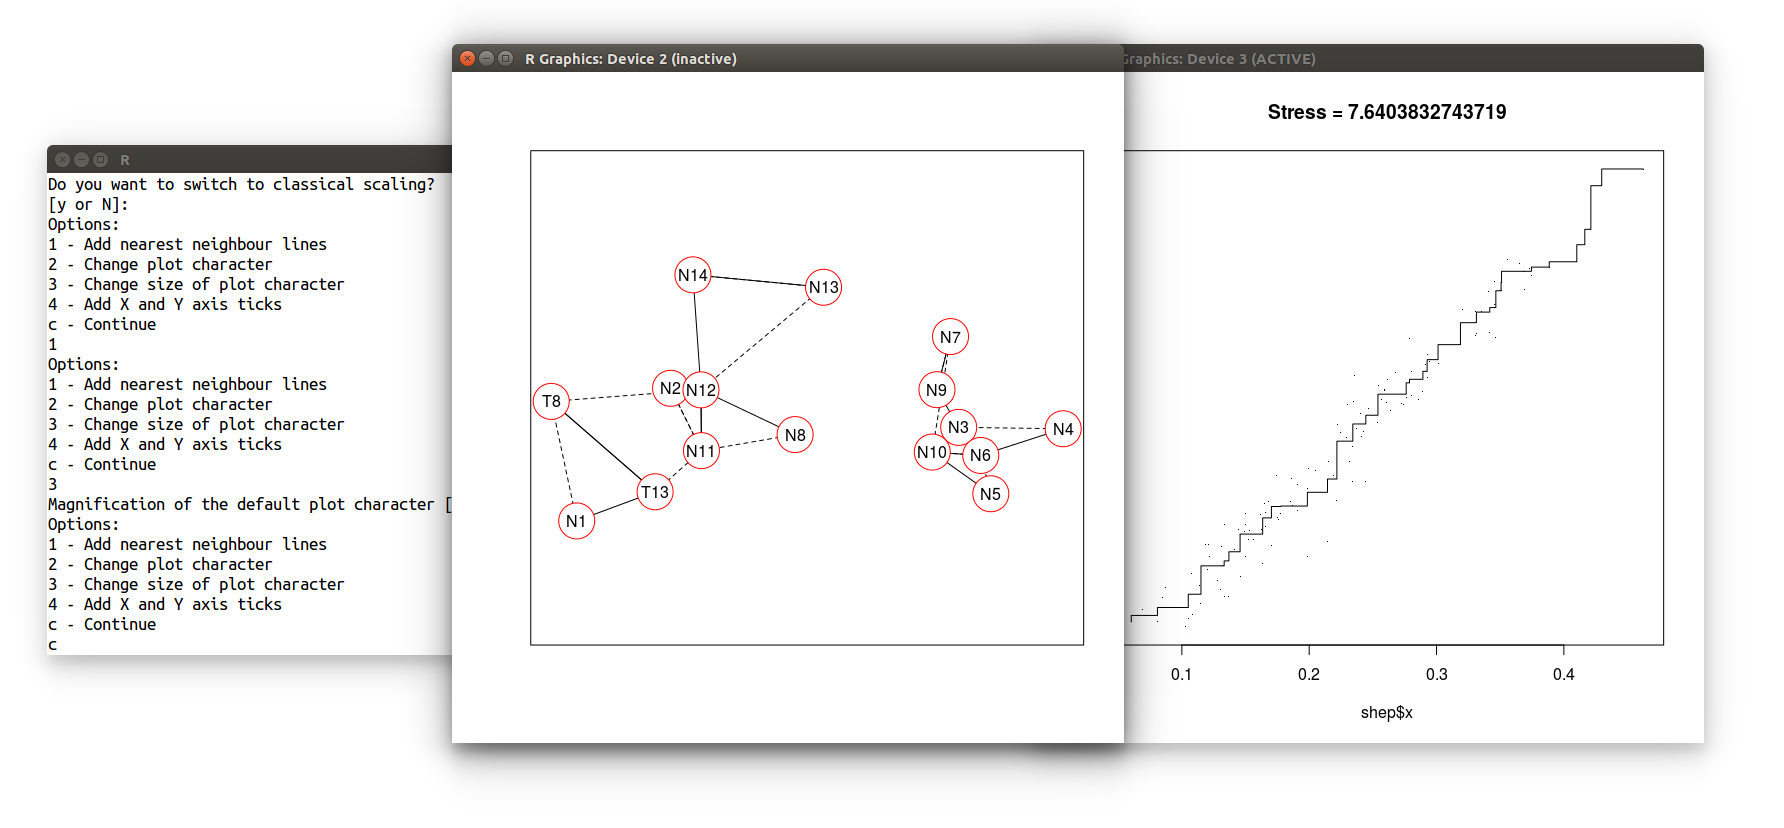 R
Do you want to switch to classical scaling?
[y or N]:
Options:
1 - Add nearest neighbour lines
2 - Change plot character
3 - Change size of plot character
4 - Add X and Y axis ticks
c - Continue
1
Options:
1 - Add nearest neighbour lines
2 - Change plot character
3 - Change size of plot character
4 - Add X and Y axis ticks
c - Continue
3
Magnification of the default plot character [
Options:
1 - Add nearest neighbour lines
2 - Change plot character
3 - Change size of plot character
4 - Add X and Y axis ticks
c - Continue
c
R Graphics: Device 2 (inactive)
N14
N13
N7
N2
N12
N9
T8
N3
N4
N8
N11
N10
N6
T13
N5
N1
Graphics: Device 3 (ACTIVE)
Stress = 7.6403832743719
0.1
0.2
0.3
0.4
shep$x